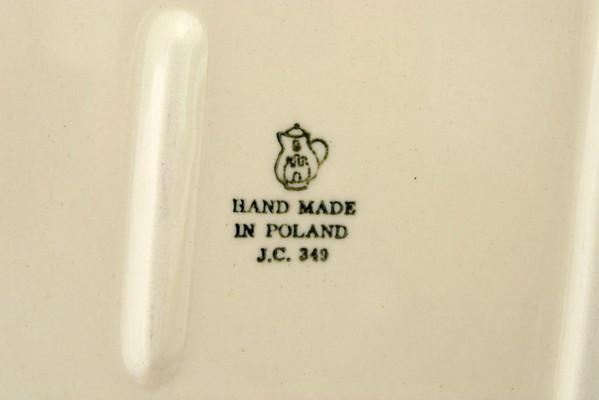 HAND MADE
IN POLAND
J.C. 349